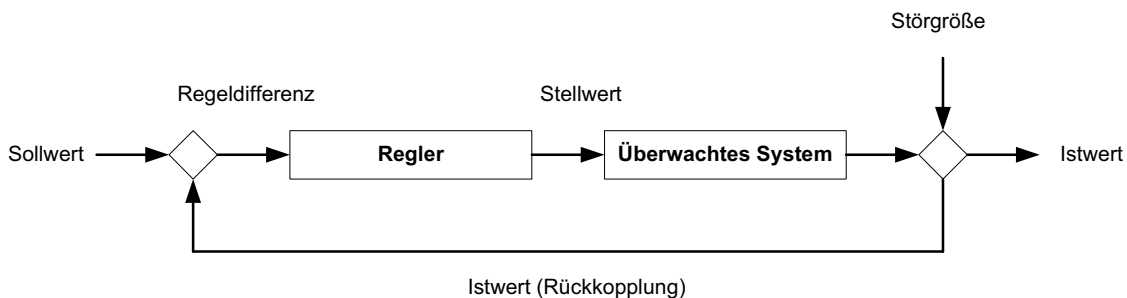 Störgröße
Regeldifferenz
Stellwert
Sollwert
Regler
Überwachtes System
Istwert
Istwert (Rückkopplung)